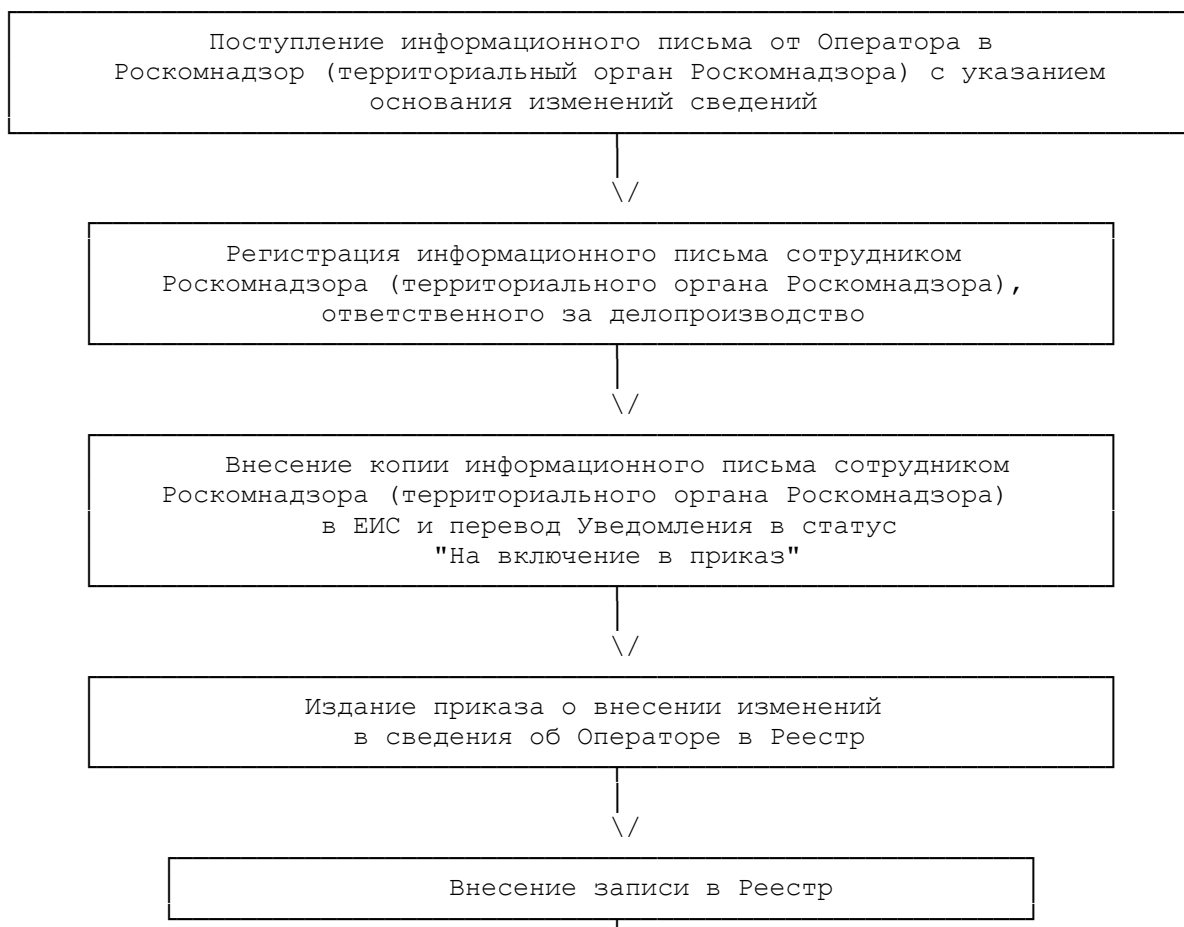 Поступление информационного письма от Оператора в
Роскомнадзор (территориальный орган Роскомнадзора) с указанием
основания изменений сведений
Регистрация информационного письма сотрудником
Роскомнадзора (территориального органа Роскомнадзора),
ответственного за делопроизводство
Внесение копии информационного письма сотрудником
Роскомнадзора (территориального органа Роскомнадзора)
в ЕИС и перевод Уведомления в статус
"На включение в приказ"
Издание приказа о внесении изменений
в сведения об Операторе в Реестр
Внесение записи в Реестр